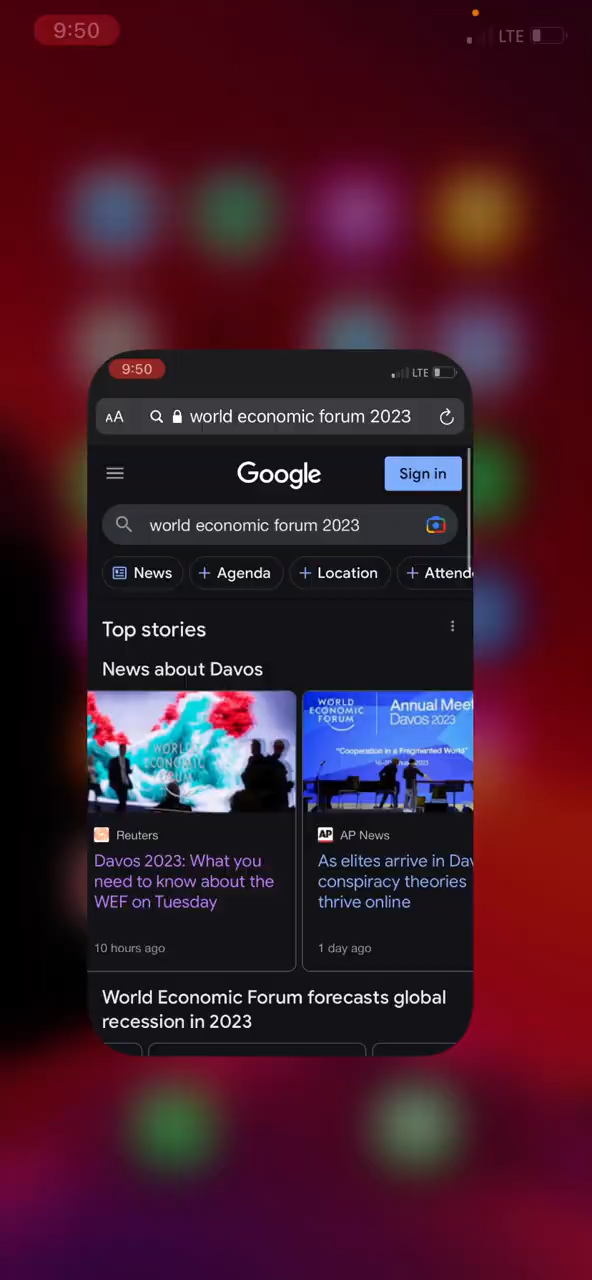 9:50
LTE
9:50
LTE
AA
world economic forum 2023
Google
Sign in
world economic forum 2023
News
+ Agenda
+ Location
+ Attend
Top stories
News about Davos
WORLD
ECONOMIC
FORUM
WORLD
ECONOMIC
FORUM
Annual Meet
Davos 2023
"Cooperation in a Fragmented World"
Reuters
AP
AP News
Davos 2023: What you
need to know about the
WEF on Tuesday
As elites arrive in Dav
conspiracy theories
thrive online
10 hours ago
1 day ago
World Economic Forum forecasts global
recession in 2023